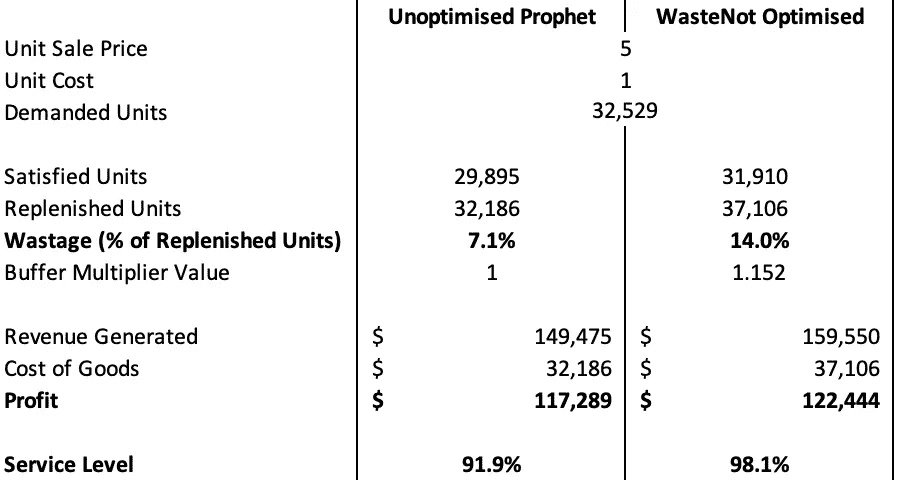 Unoptimised Prophet WasteNot Optimised
Unit Sale Price 5
Unit Cost 1
Demanded Units 32,529
Satisfied Units 29,895 31,910
Replenished Units 32,186 37,106
Wastage (% of Replenished Units) 7.1% 14.0%
Buffer Multiplier Value 1 1.152
Revenue Generated $ 149,475 $ 159,550
Cost of Goods $ 32,186 $ 37,106
Profit $ 117,289 $ 122,444
Service Level 91.9% 98.1%